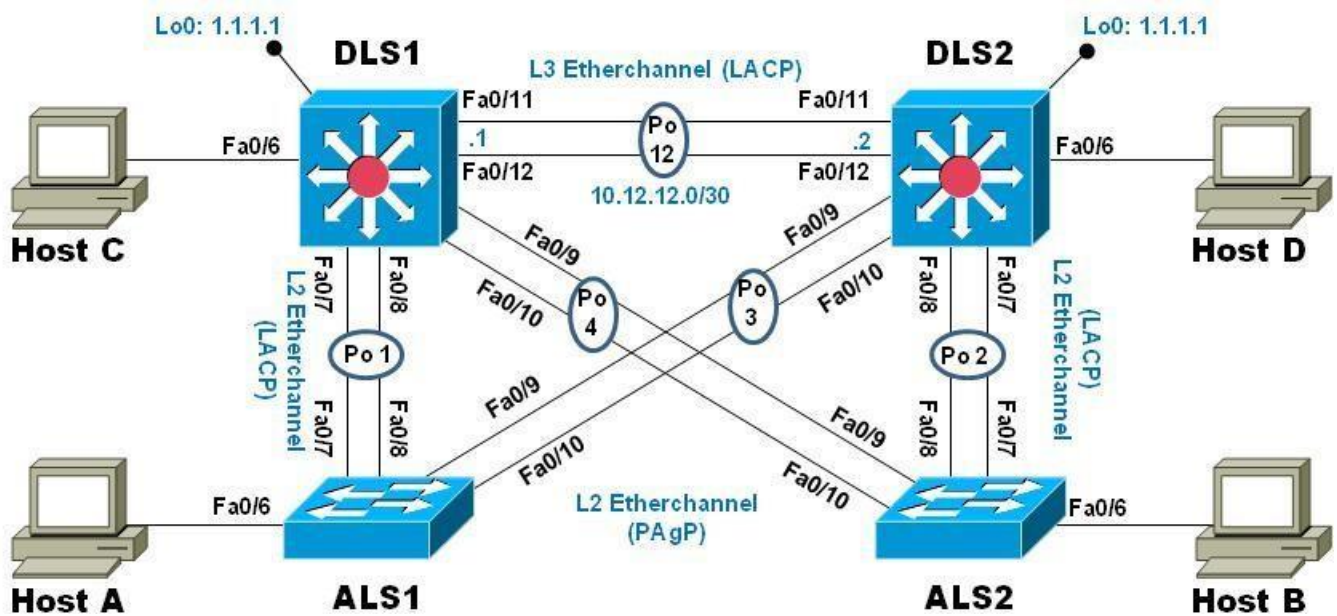 Lo0: 1.1.1.1
Lo0: 1.1.1.1
DLS1
DLS2
L3 Etherchannel (LACP)
Fa0/11
Fa0/11
Fa0/6
.1
Po
12
.2
Fa0/6
Fa0/12
Fa0/12
10.12.12.0/30
Host C
Host D
Fa0/7
Fa0/8
Fa0/9
Fa0/10
Fa0/9
Fa0/10
Fa0/8
Fa0/7
L2 Etherchannel
(LACP)
Po 1
Po
4
Po
3
Po 2
L2 Etherchannel
(LACP)
Fa0/7
Fa0/8
Fa0/9
Fa0/10
Fa0/9
Fa0/10
Fa0/8
Fa0/7
L2 Etherchannel
(PAgP)
Fa0/6
Fa0/6
Host A
ALS1
ALS2
Host B